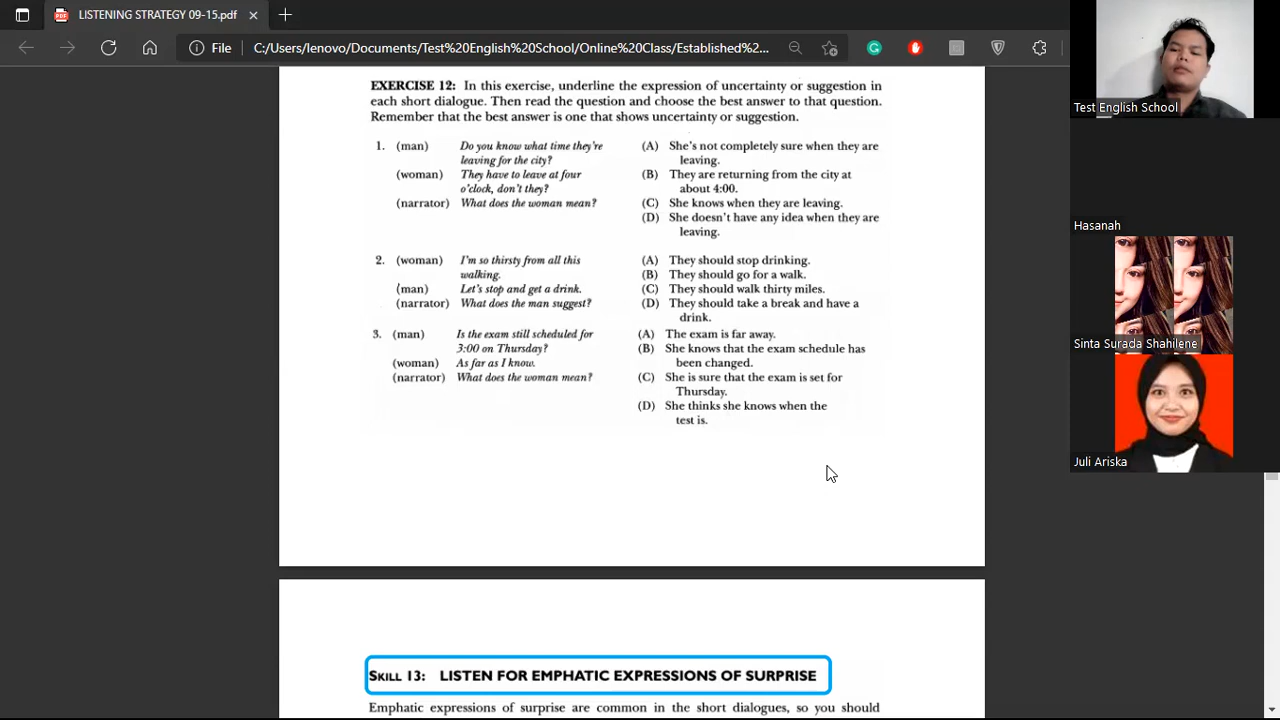 LISTENING STRATEGY 09-15.pdf
File
C:/Users/lenovo/Documents/Test%20English%20School/Online%20Class/Established%2...
EXERCISE 12: In this exercise, underline the expression of uncertainty or suggestion in
each short dialogue. Then read the question and choose the best answer to that question.
Remember that the best answer is one that shows uncertainty or suggestion.
1. (man) Do you know what time they're
leaving for the city?
(woman) They have to leave at four
o'clock, don't they?
(narrator) What does the woman mean?
(A) She's not completely sure when they are
leaving.
(B) They are returning from the city at
about 4:00.
(C) She knows when they are leaving.
(D) She doesn't have any idea when they are
leaving.
2. (woman) I'm so thirsty from all this
walking.
(man) Let's stop and get a drink.
(narrator) What does the man suggest?
(A) They should stop drinking.
(B) They should go for a walk.
(C) They should walk thirty miles.
(D) They should take a break and have a
drink.
3. (man) Is the exam still scheduled for
3:00 on Thursday?
(woman) As far as I know.
(narrator) What does the woman mean?
(A) The exam is far away.
(B) She knows that the exam schedule has
been changed.
(C) She is sure that the exam is set for
Thursday.
(D) She thinks she knows when the
test is.
SKILL 13: LISTEN FOR EMPHATIC EXPRESSIONS OF SURPRISE
Emphatic expressions of surprise are common in the short dialogues, so you should
Test English School
Hasanah
Sinta Surada Shahilene
Juli Ariska